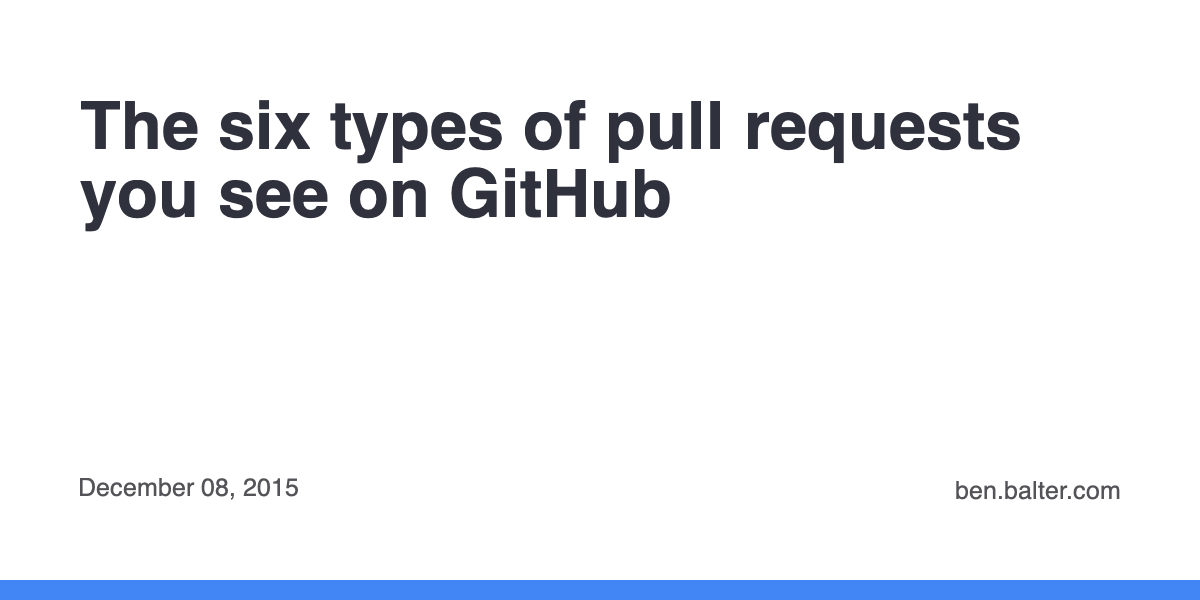 The six types of pull requests
you see on GitHub
December 08, 2015
ben.balter.com